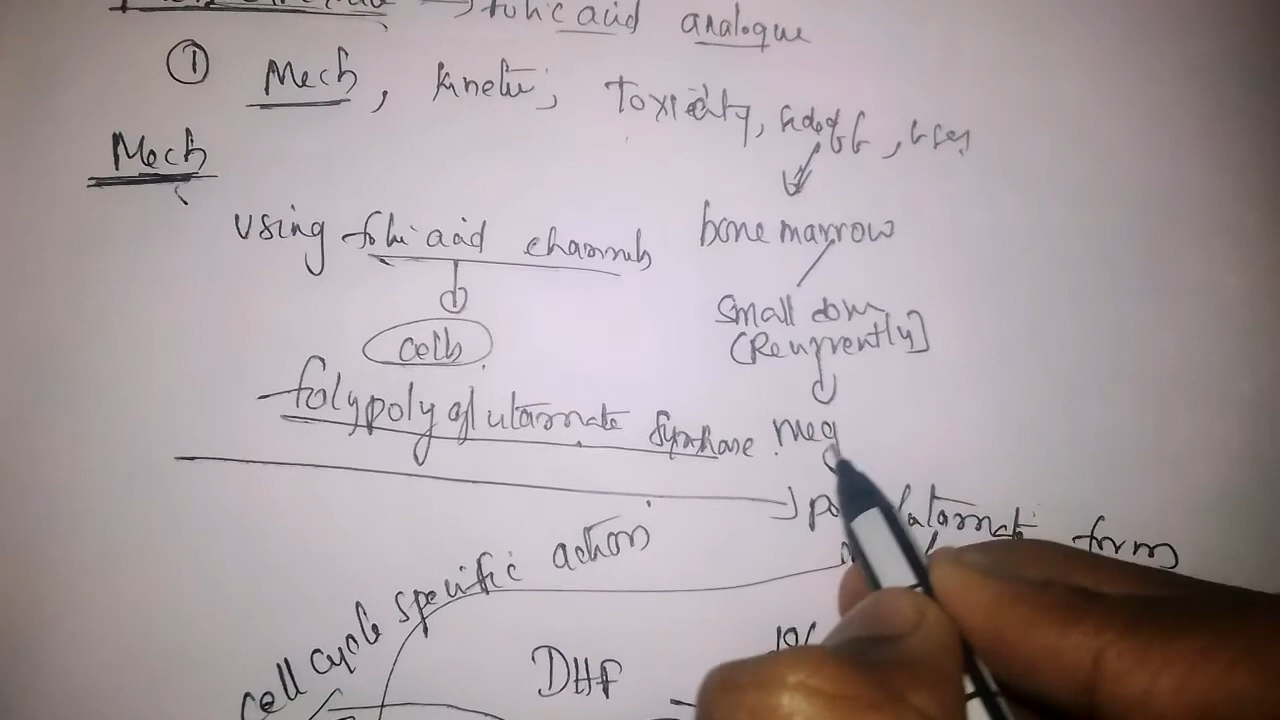 folic acid analogue
① Mech, kinetic, Toxicity,
Mech
using folic acid channels
bone marrow
small dose
[Recurrently]
cells
folypolyglutamate synthase meg
form
cell cycle specific action
DHF